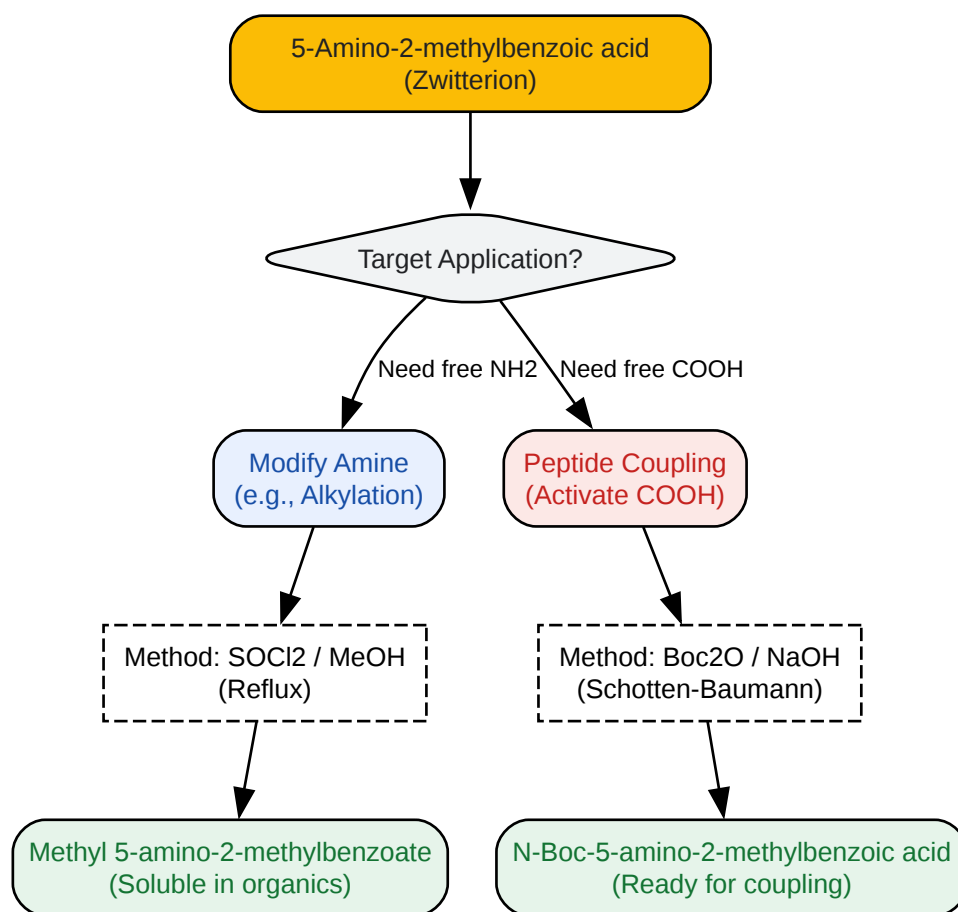 5-Amino-2-methylbenzoic acid
(Zwitterion)
Target Application?
Need free NH2
Need free COOH
Modify Amine
(e.g., Alkylation)
Peptide Coupling
(Activate COOH)
Method: SOCl2 / MeOH
(Reflux)
Method: Boc2O / NaOH
(Schotten-Baumann)
Methyl 5-amino-2-methylbenzoate
(Soluble in organics)
N-Boc-5-amino-2-methylbenzoic acid
(Ready for coupling)